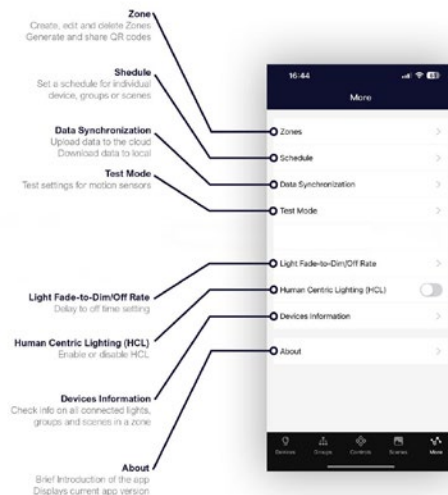 Zone
Create, edit and delete Zones
Generate and share QR codes
Shedule
Set a schedule for individual
device, groups or scenes
Data Synchronization
Upload data to the cloud
Download data to local
Test Mode
Test settings for motion sensors
Light Fade-to-Dim/Off Rate
Delay to off time setting
Human Centric Lighting (HCL)
Enable or disable HCL
Devices Information
Check info on all connected lights,
groups and scenes in a zone
About
Brief Introduction of the app
Displays current app version
16:44
More
Zones
Schedule
Data Synchronization
Test Mode
Light Fade-to-Dim/Off Rate
Human Centric Lighting (HCL)
Devices Information
About
Devices Groups Controls Scenes More